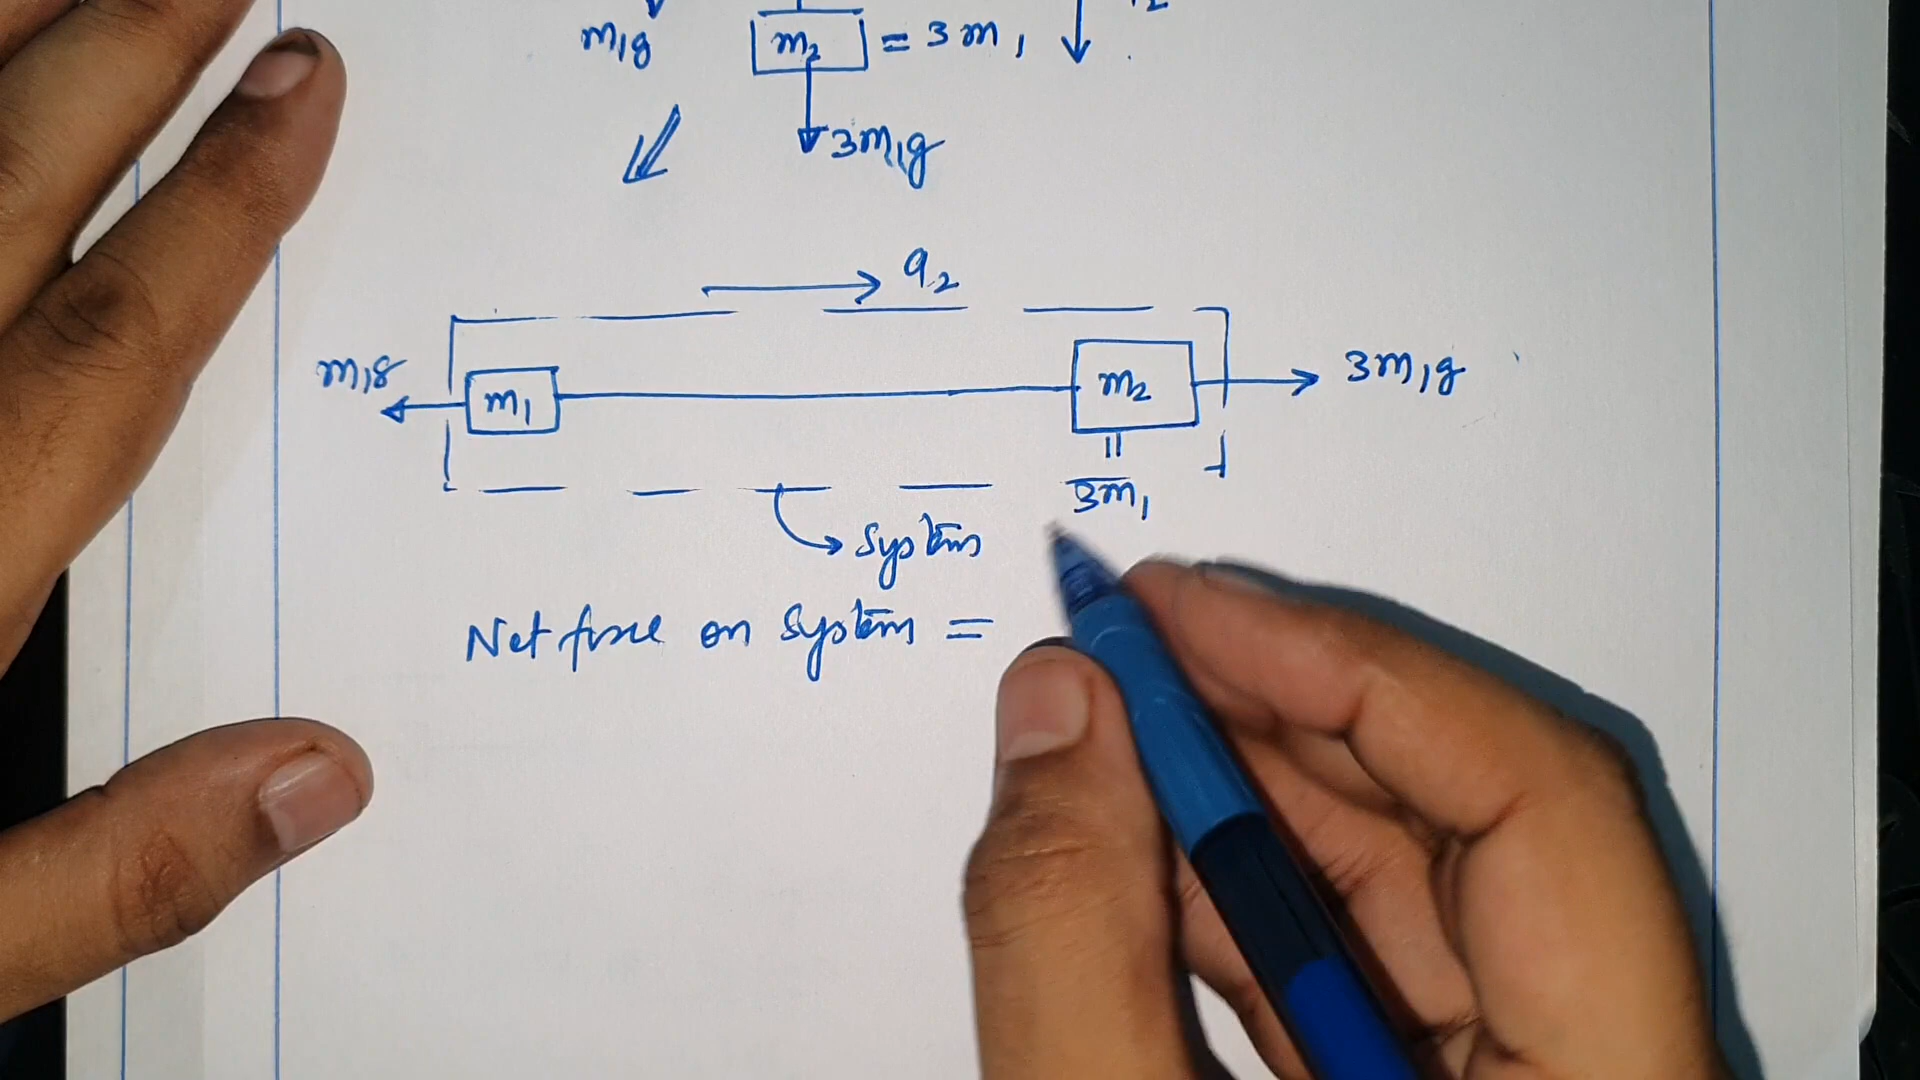 m₁g
m₂ = 3m₁
3m₁g
a₂
m₁g
m₁
m₂
3m₁g
=
3m₁
System
Net force on System =